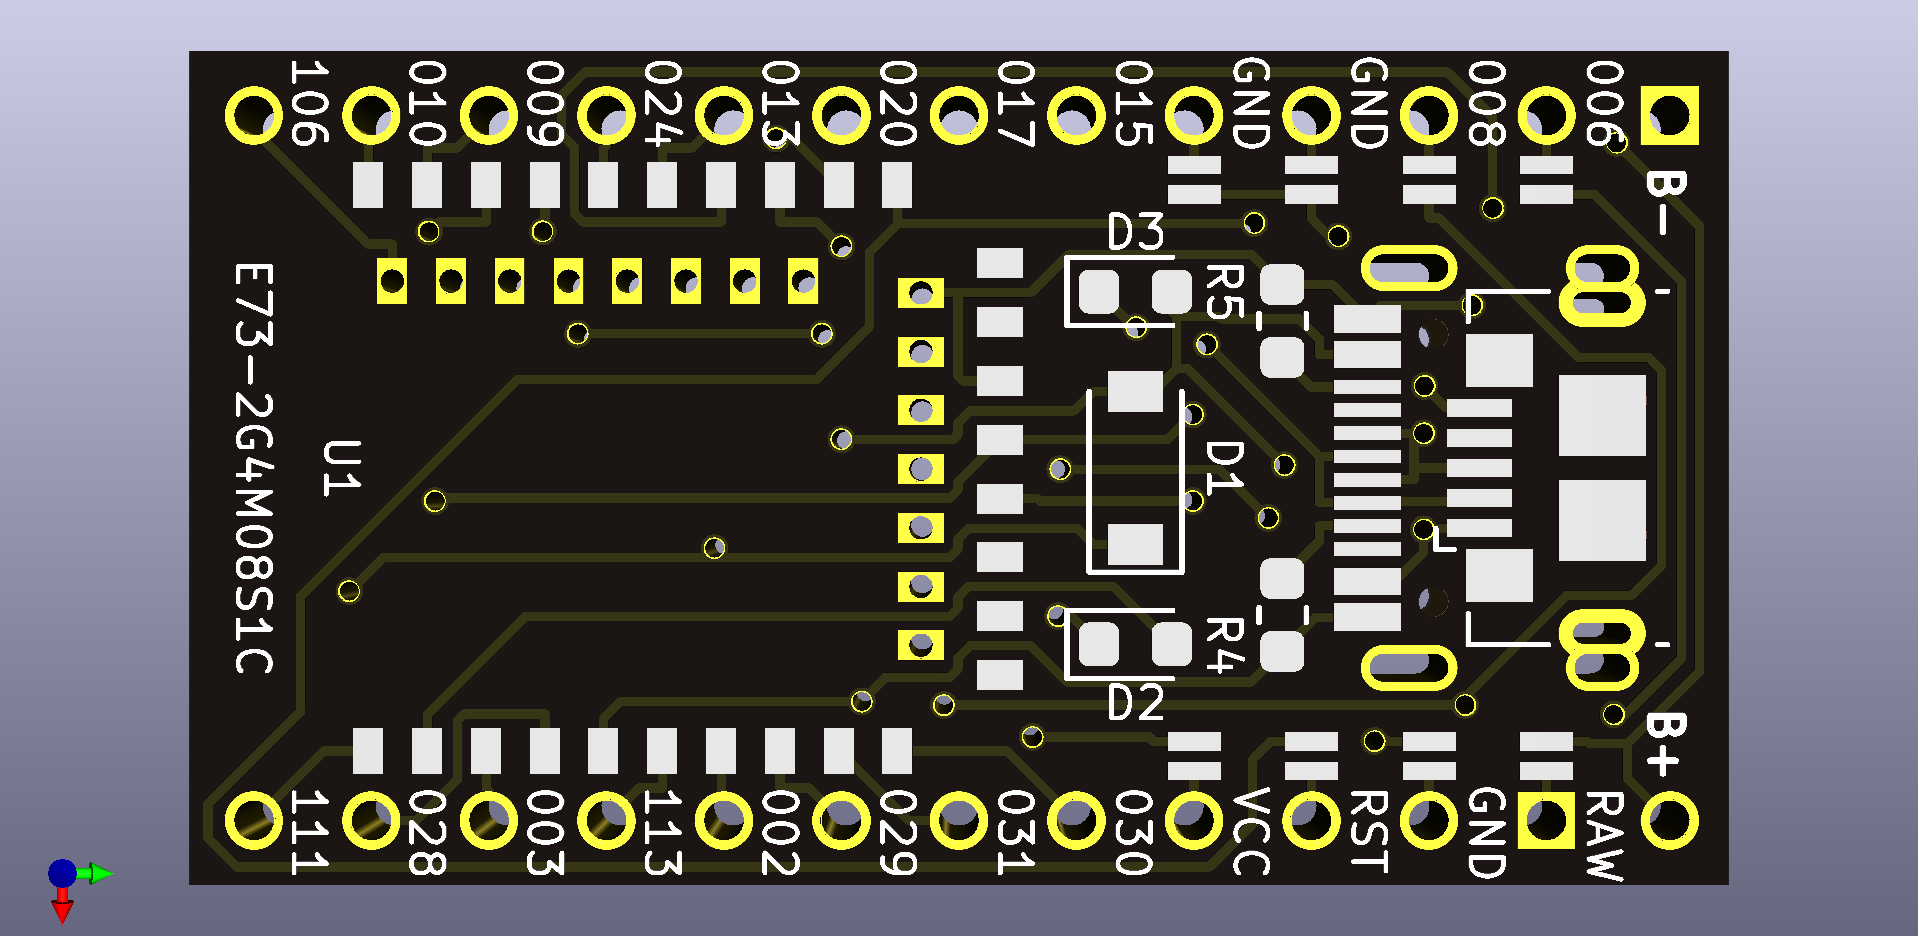 106
010
009
024
013
020
017
015
GND
GND
008
006
B-
D3
R5
E73-2G4M08S1C
U1
D1
R4
D2
B+
111
028
003
113
002
029
031
030
VCC
RST
GND
RAW